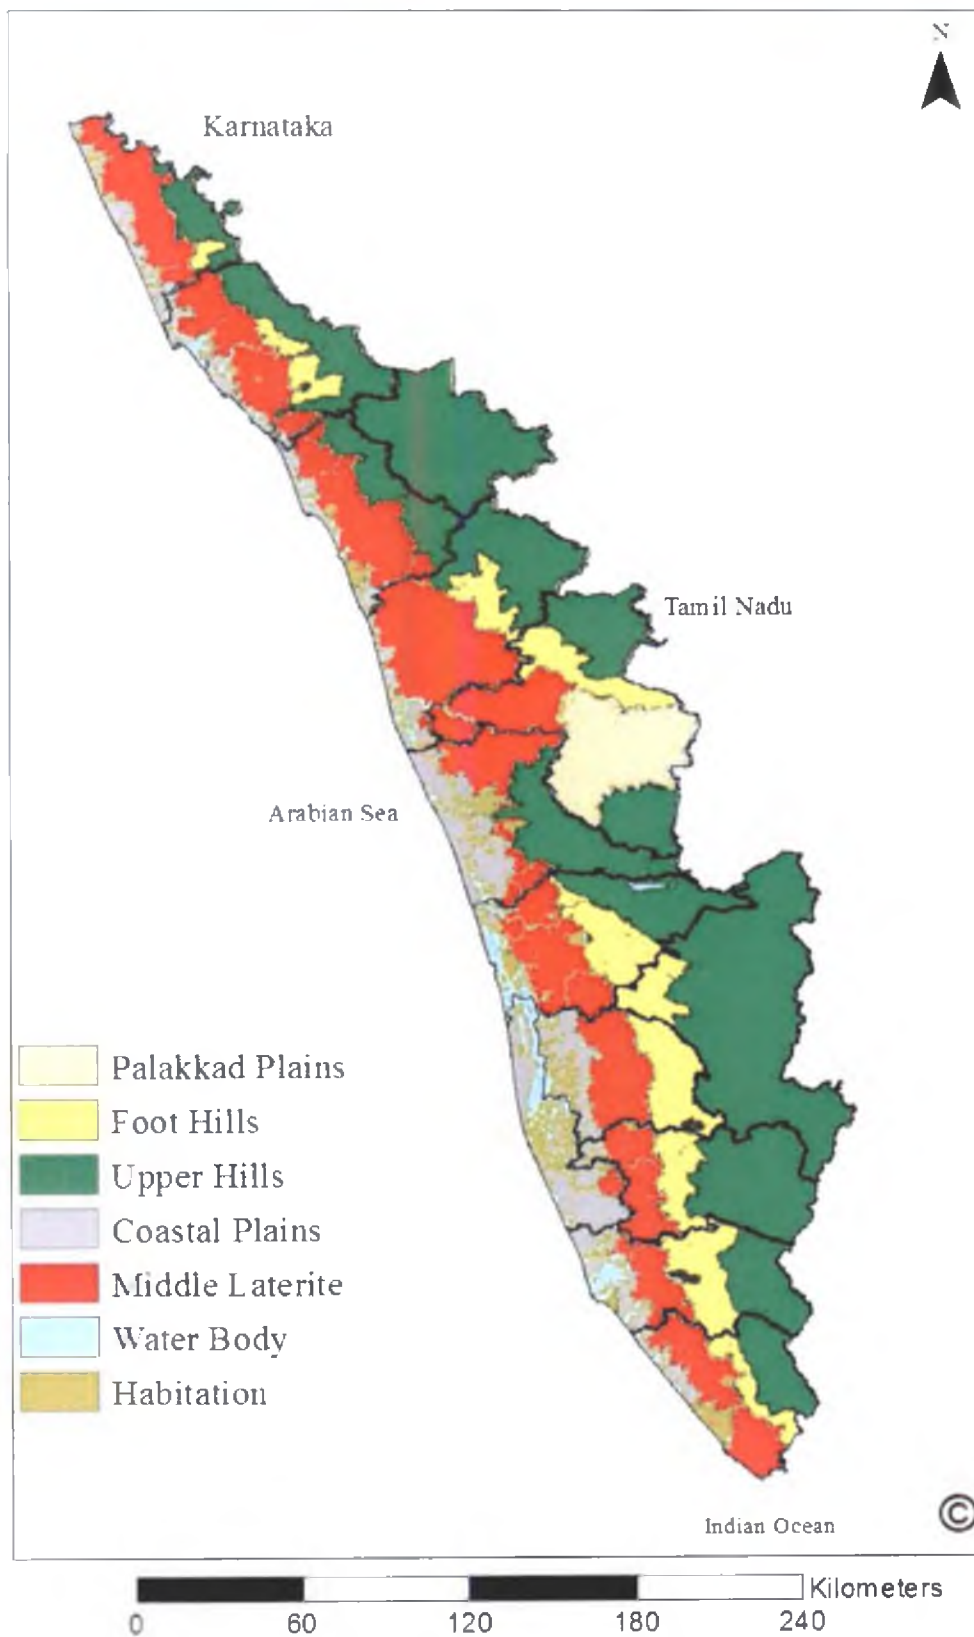 N
Karnataka
Tamil Nadu
Arabian Sea
Palakkad Plains
Foot Hills
Upper Hills
Coastal Plains
Middle Laterite
Water Body
Habitation
Indian Ocean
©
Kilometers
0 60 120 180 240